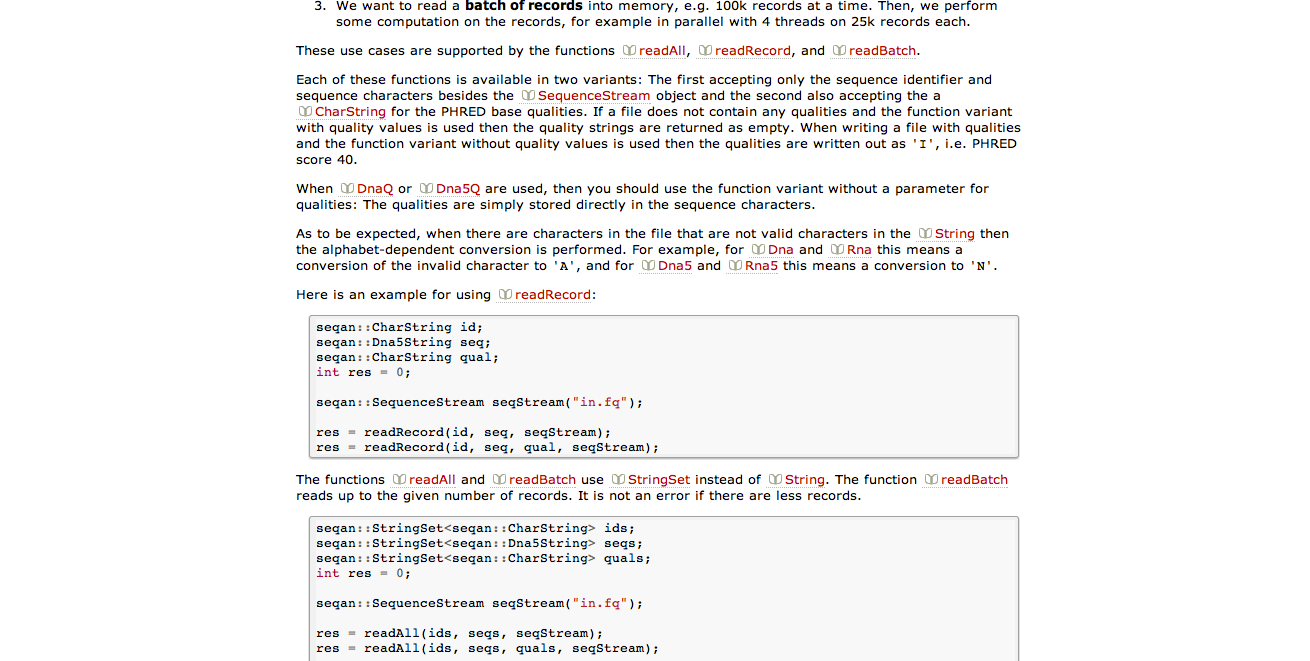 3. We want to read a batch of records into memory, e.g. 100k records at a time. Then, we perform
some computation on the records, for example in parallel with 4 threads on 25k records each.
These use cases are supported by the functions readAll, readRecord, and readBatch.
Each of these functions is available in two variants: The first accepting only the sequence identifier and
sequence characters besides the SequenceStream object and the second also accepting the a
CharString for the PHRED base qualities. If a file does not contain any qualities and the function variant
with quality values is used then the quality strings are returned as empty. When writing a file with qualities
and the function variant without quality values is used then the qualities are written out as 'I', i.e. PHRED
score 40.
When DnaQ or Dna5Q are used, then you should use the function variant without a parameter for
qualities: The qualities are simply stored directly in the sequence characters.
As to be expected, when there are characters in the file that are not valid characters in the String then
the alphabet-dependent conversion is performed. For example, for Dna and Rna this means a
conversion of the invalid character to 'A', and for Dna5 and Rna5 this means a conversion to 'N'.
Here is an example for using readRecord:
seqan::CharString id;
seqan::Dna5String seq;
seqan::CharString qual;
int res = 0;
seqan::SequenceStream seqStream("in.fq");
res = readRecord(id, seq, seqStream);
res = readRecord(id, seq, qual, seqStream);
The functions readAll and readBatch use StringSet instead of String. The function readBatch
reads up to the given number of records. It is not an error if there are less records.
seqan::StringSet<seqan::CharString> ids;
seqan::StringSet<seqan::Dna5String> seqs;
seqan::StringSet<seqan::CharString> quals;
int res = 0;
seqan::SequenceStream seqStream("in.fq");
res = readAll(ids, seqs, seqStream);
res = readAll(ids, seqs, quals, seqStream);